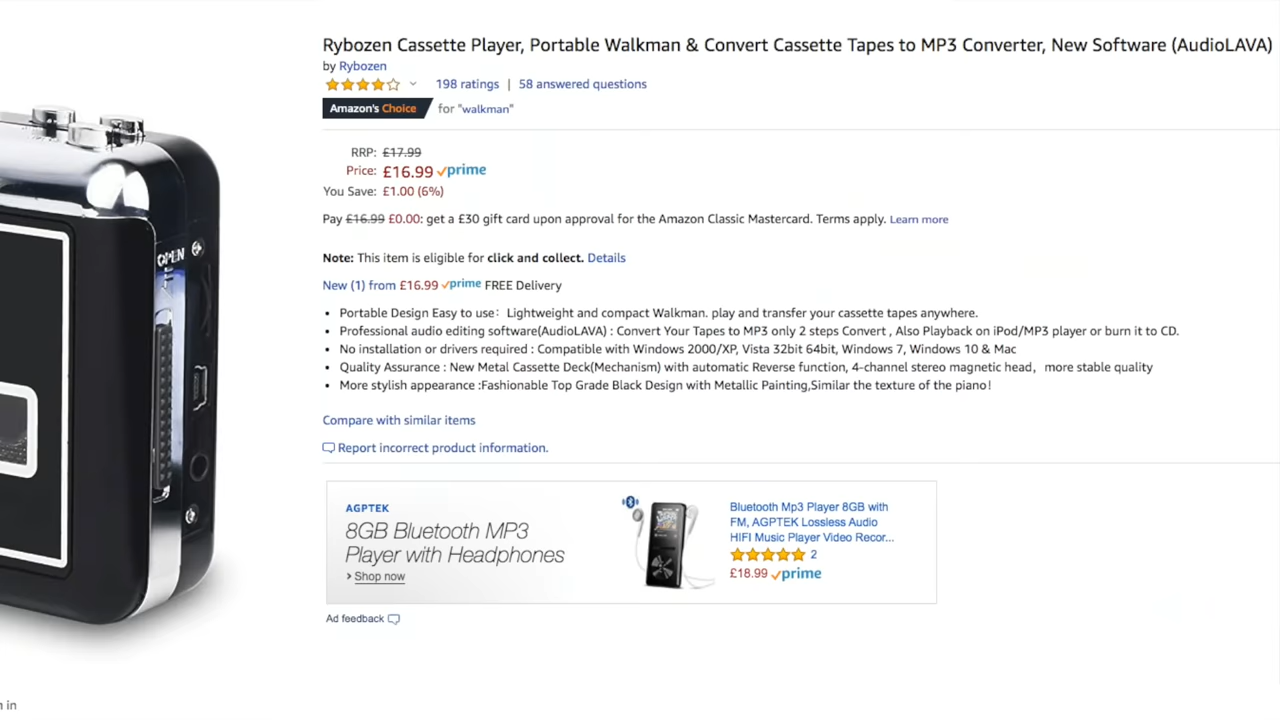 Rybozen Cassette Player, Portable Walkman & Convert Cassette Tapes to MP3 Converter, New Software (AudioLAVA)
by Rybozen
198 ratings | 58 answered questions
Amazon's Choice for "walkman"
RRP: £17.99
Price: £16.99 prime
You Save: £1.00 (6%)
Pay £16.99 £0.00: get a £30 gift card upon approval for the Amazon Classic Mastercard. Terms apply. Learn more
Note: This item is eligible for click and collect. Details
New (1) from £16.99 prime FREE Delivery
• Portable Design Easy to use：Lightweight and compact Walkman. play and transfer your cassette tapes anywhere.
• Professional audio editing software(AudioLAVA) : Convert Your Tapes to MP3 only 2 steps Convert , Also Playback on iPod/MP3 player or burn it to CD.
• No installation or drivers required : Compatible with Windows 2000/XP, Vista 32bit 64bit, Windows 7, Windows 10 & Mac
• Quality Assurance : New Metal Cassette Deck(Mechanism) with automatic Reverse function, 4-channel stereo magnetic head，more stable quality
• More stylish appearance :Fashionable Top Grade Black Design with Metallic Painting,Similar the texture of the piano！
Compare with similar items
Report incorrect product information.
OPEN
AGPTEK
8GB Bluetooth MP3
Player with Headphones
› Shop now
Bluetooth Mp3 Player 8GB with
FM, AGPTEK Lossless Audio
HIFI Music Player Video Recor...
2
£18.99 prime
Ad feedback
in